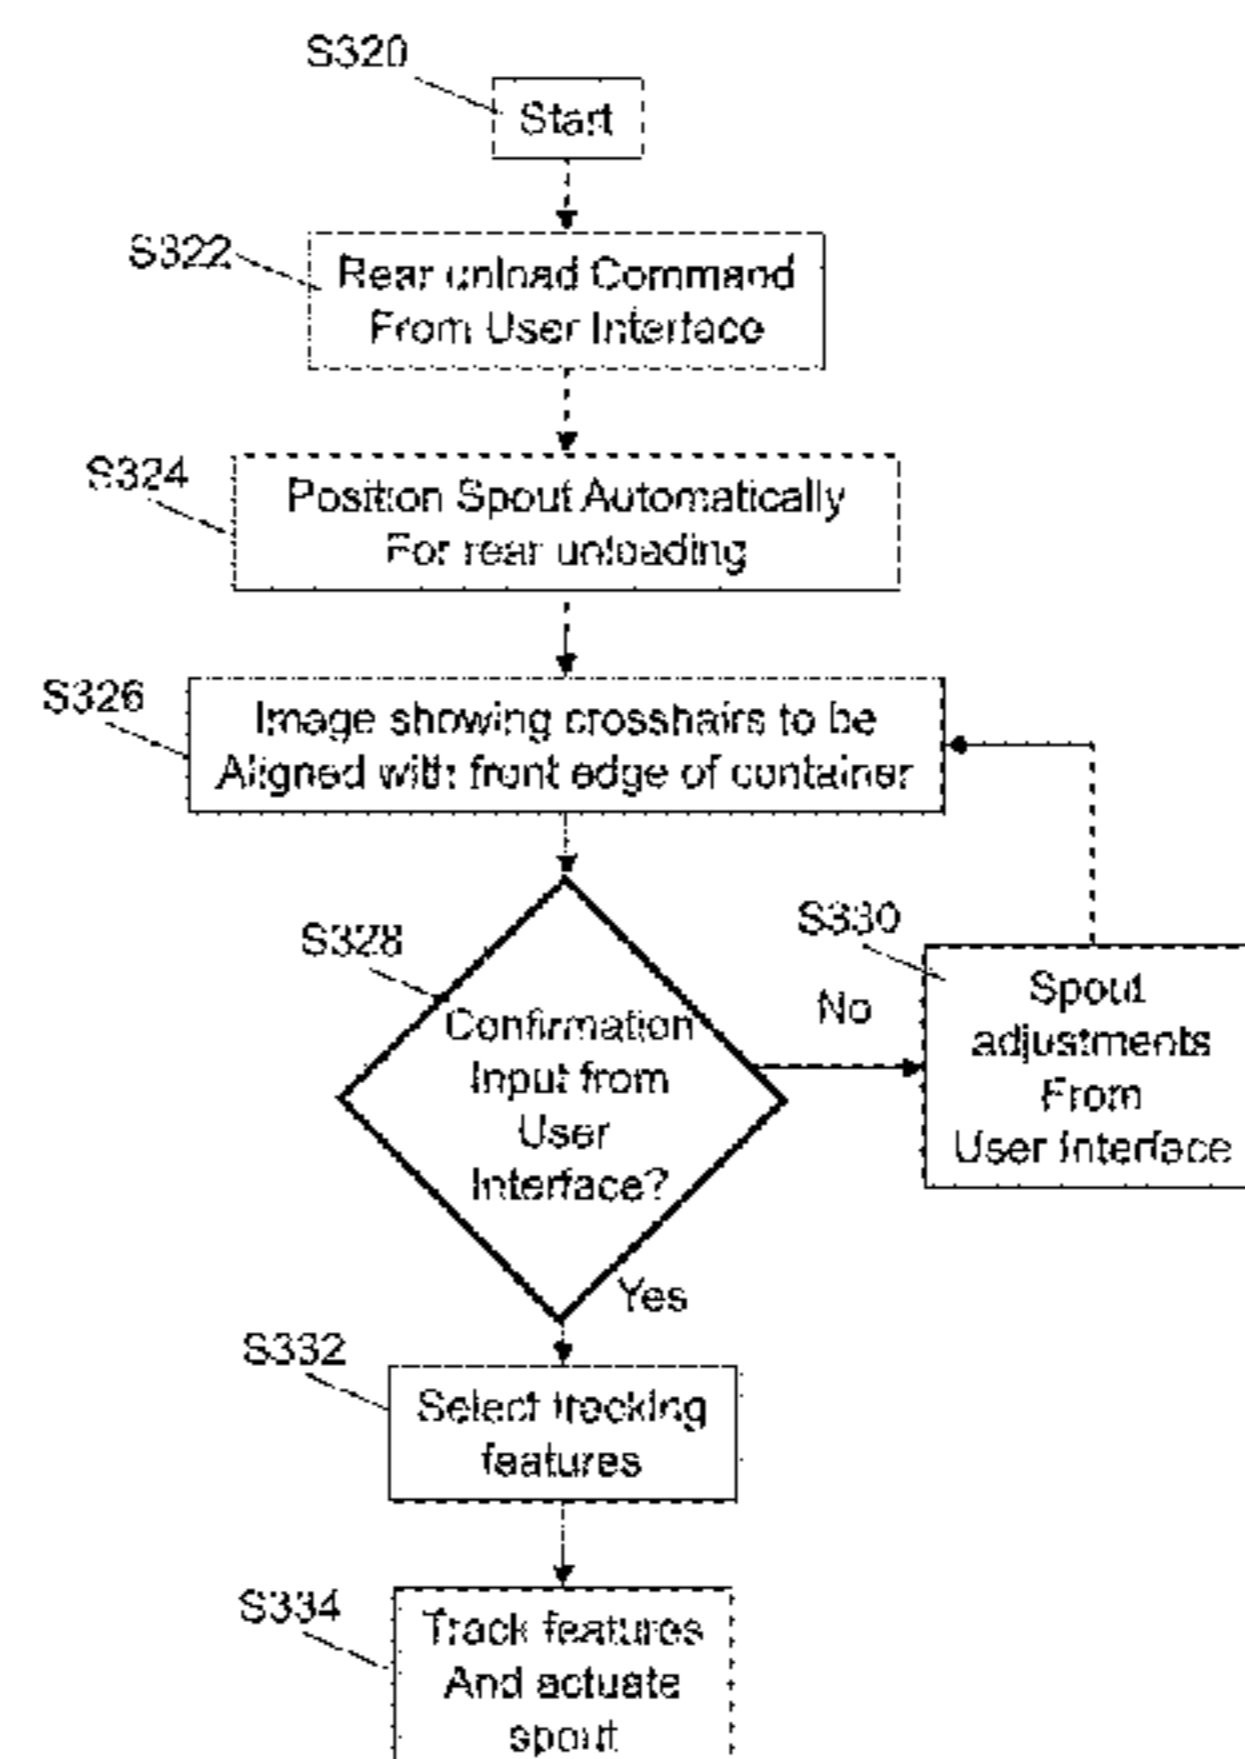 S320
Start
S322
Rear unload Command
From User Interface
S324
Position Spout Automatically
For rear unloading
S326
Image showing crosshairs to be
Aligned with front edge of container
S328
Confirmation
Input from
User
Interface?
No
S330
Spout
adjustments
From
User Interface
Yes
S332
Select tracking
features
S334
Track features
And actuate
spout